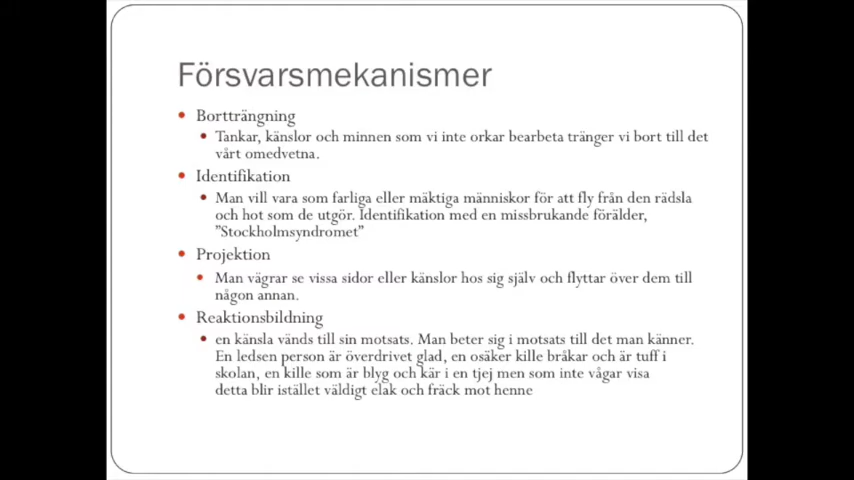 Försvarsmekanismer
Bortträngning
Tankar, känslor och minnen som vi inte orkar bearbeta tränger vi bort till det
vårt omedvetna.
Identifikation
Man vill vara som farliga eller mäktiga människor för att fly från den rädsla
och hot som de utgör. Identifikation med en missbrukande förälder,
"Stockholmsyndromet"
Projektion
Man vägrar se vissa sidor eller känslor hos sig själv och flyttar över dem till
någon annan.
Reaktionsbildning
en känsla vänds till sin motsats. Man beter sig i motsats till det man känner.
En ledsen person är överdrivet glad, en osäker kille bråkar och är tuff i
skolan, en kille som är blyg och kär i en tjej men som inte vågar visa
detta blir istället väldigt elak och fräck mot henne